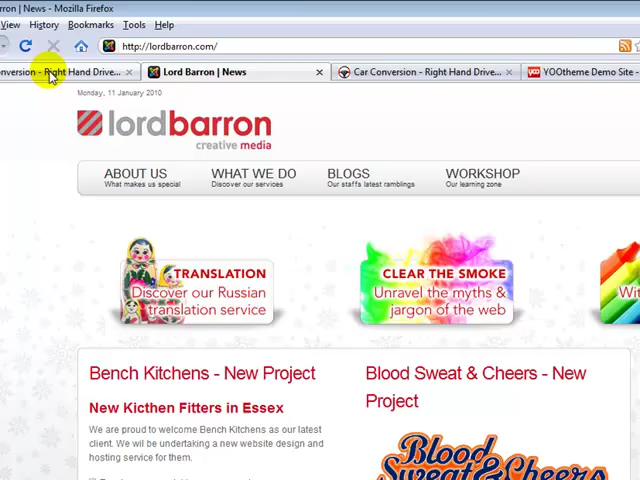 rron | News - Mozilla Firefox
View History Bookmarks Tools Help
http://lordbarron.com/
onversion - Right Hand Drive...
Lord Barron | News
Car Conversion - Right Hand Drive...
YOOtheme Demo Site -
Monday, 11 January 2010
lordbarron
creative media
ABOUT US
What makes us special
WHAT WE DO
Discover our services
BLOGS
Our staffs latest ramblings
WORKSHOP
Our learning zone
TRANSLATION
Discover our Russian
translation service
CLEAR THE SMOKE
Unravel the myths &
jargon of the web
Wit
Bench Kitchens - New Project
New Kicthen Fitters in Essex
We are proud to welcome Bench Kitchens as our latest
client. We will be undertaking a new website design and
hosting service for them.
Blood Sweat & Cheers - New
Project
Blood
Sweat & Cheers